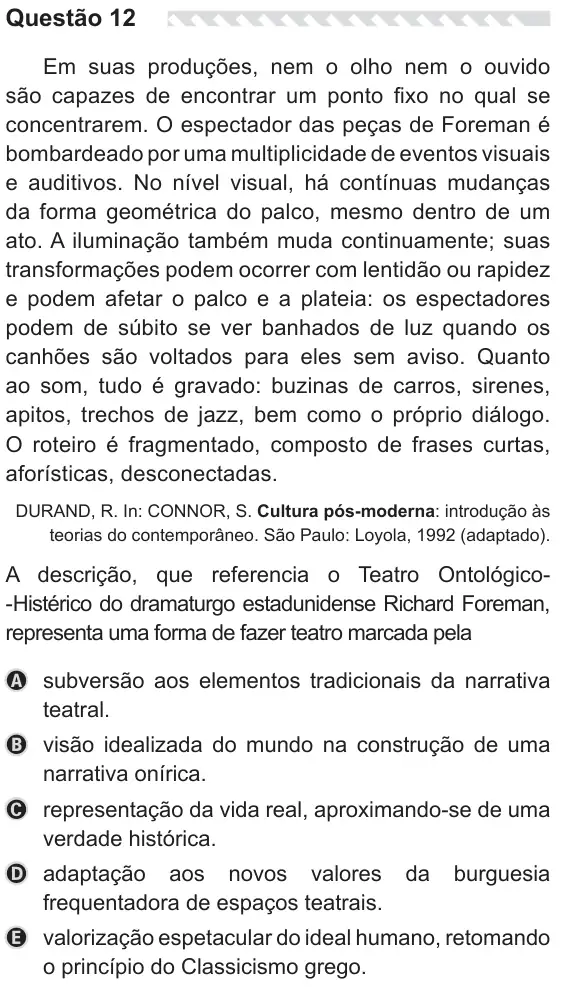 Questão 12
Em suas produções, nem o olho nem o ouvido
são capazes de encontrar um ponto fixo no qual se
concentrarem. O espectador das peças de Foreman é
bombardeado por uma multiplicidade de eventos visuais
e auditivos. No nível visual, há contínuas mudanças
da forma geométrica do palco, mesmo dentro de um
ato. A iluminação também muda continuamente; suas
transformações podem ocorrer com lentidão ou rapidez
e podem afetar o palco e a plateia: os espectadores
podem de súbito se ver banhados de luz quando os
canhões são voltados para eles sem aviso. Quanto
ao som, tudo é gravado: buzinas de carros, sirenes,
apitos, trechos de jazz, bem como o próprio diálogo.
O roteiro é fragmentado, composto de frases curtas,
aforísticas, desconectadas.
DURAND, R. In: CONNOR, S. Cultura pós-moderna: introdução às
teorias do contemporâneo. São Paulo: Loyola, 1992 (adaptado).
A descrição, que referencia o Teatro Ontológico-
-Histérico do dramaturgo estadunidense Richard Foreman,
representa uma forma de fazer teatro marcada pela
A subversão aos elementos tradicionais da narrativa
teatral.
B visão idealizada do mundo na construção de uma
narrativa onírica.
C representação da vida real, aproximando-se de uma
verdade histórica.
D adaptação aos novos valores da burguesia
frequentadora de espaços teatrais.
E valorização espetacular do ideal humano, retomando
o princípio do Classicismo grego.